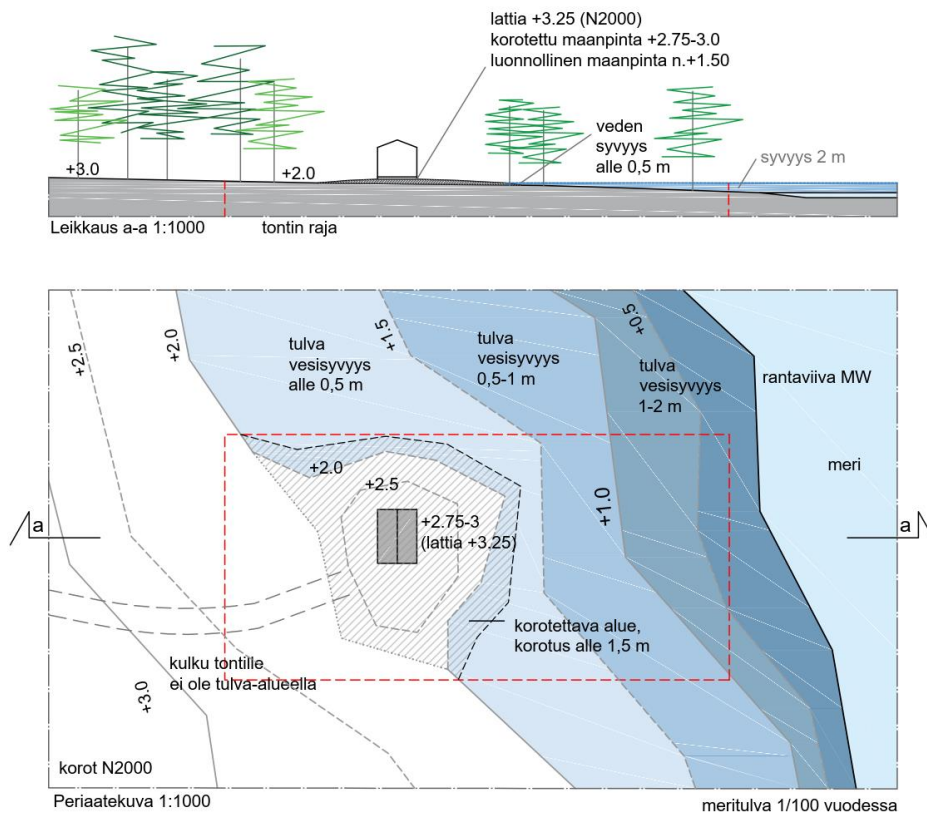 lattia +3.25 (N2000)
korotettu maanpinta +2.75-3.0
luonnollinen maanpinta n.+1.50
veden
syvyys
alle 0,5 m
syvyys 2 m
+3.0
+2.0
Leikkaus a-a 1:1000
tontin raja
+2.5
+2.0
tulva
vesisyvyys
alle 0,5 m
+1.5
tulva
vesisyvyys
0,5-1 m
+0.5
tulva
vesisyvyys
1-2 m
rantaviiva MW
meri
+2.0
+2.5
+1.0
a
+2.75-3
(lattia +3.25)
a
korotettava alue,
korotus alle 1,5 m
kulku tontille
ei ole tulva-alueella
+3.0
korot N2000
Periaatekuva 1:1000
meritulva 1/100 vuodessa